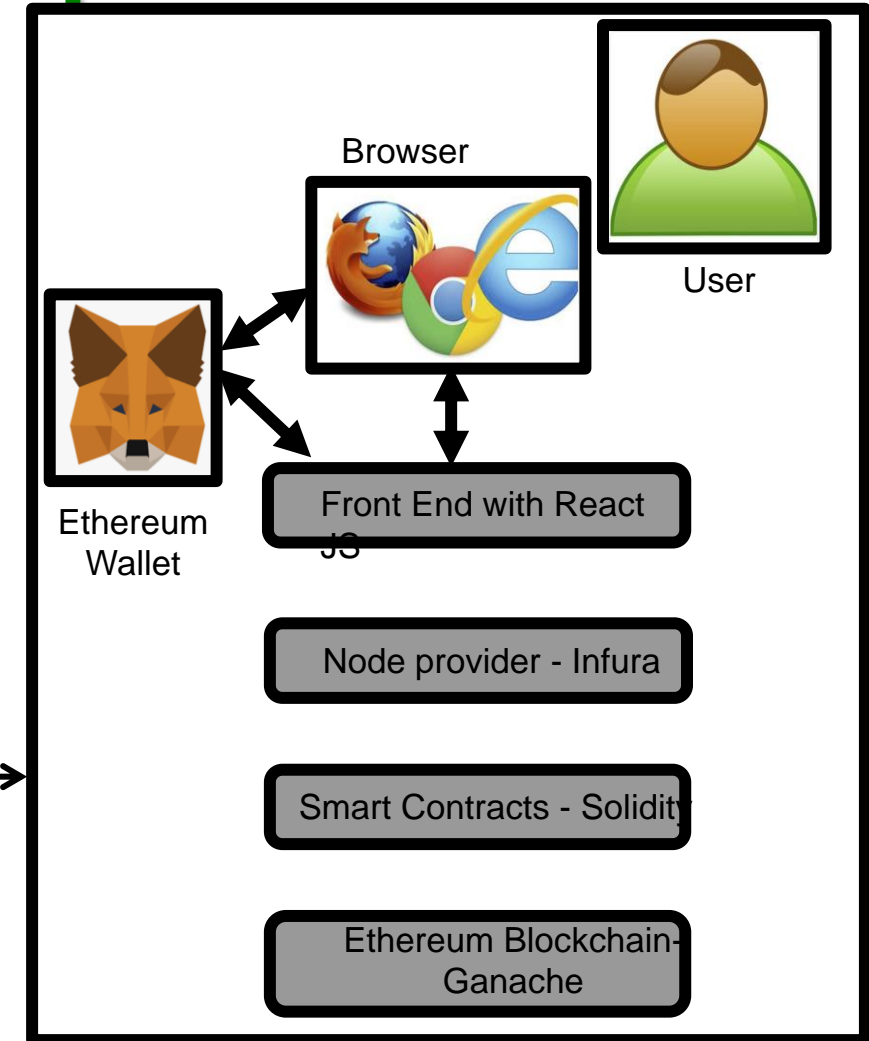 Browser
User
Ethereum
Wallet
Front End with React
JS
Node provider - Infura
Smart Contracts - Solidity
Ethereum Blockchain-
Ganache